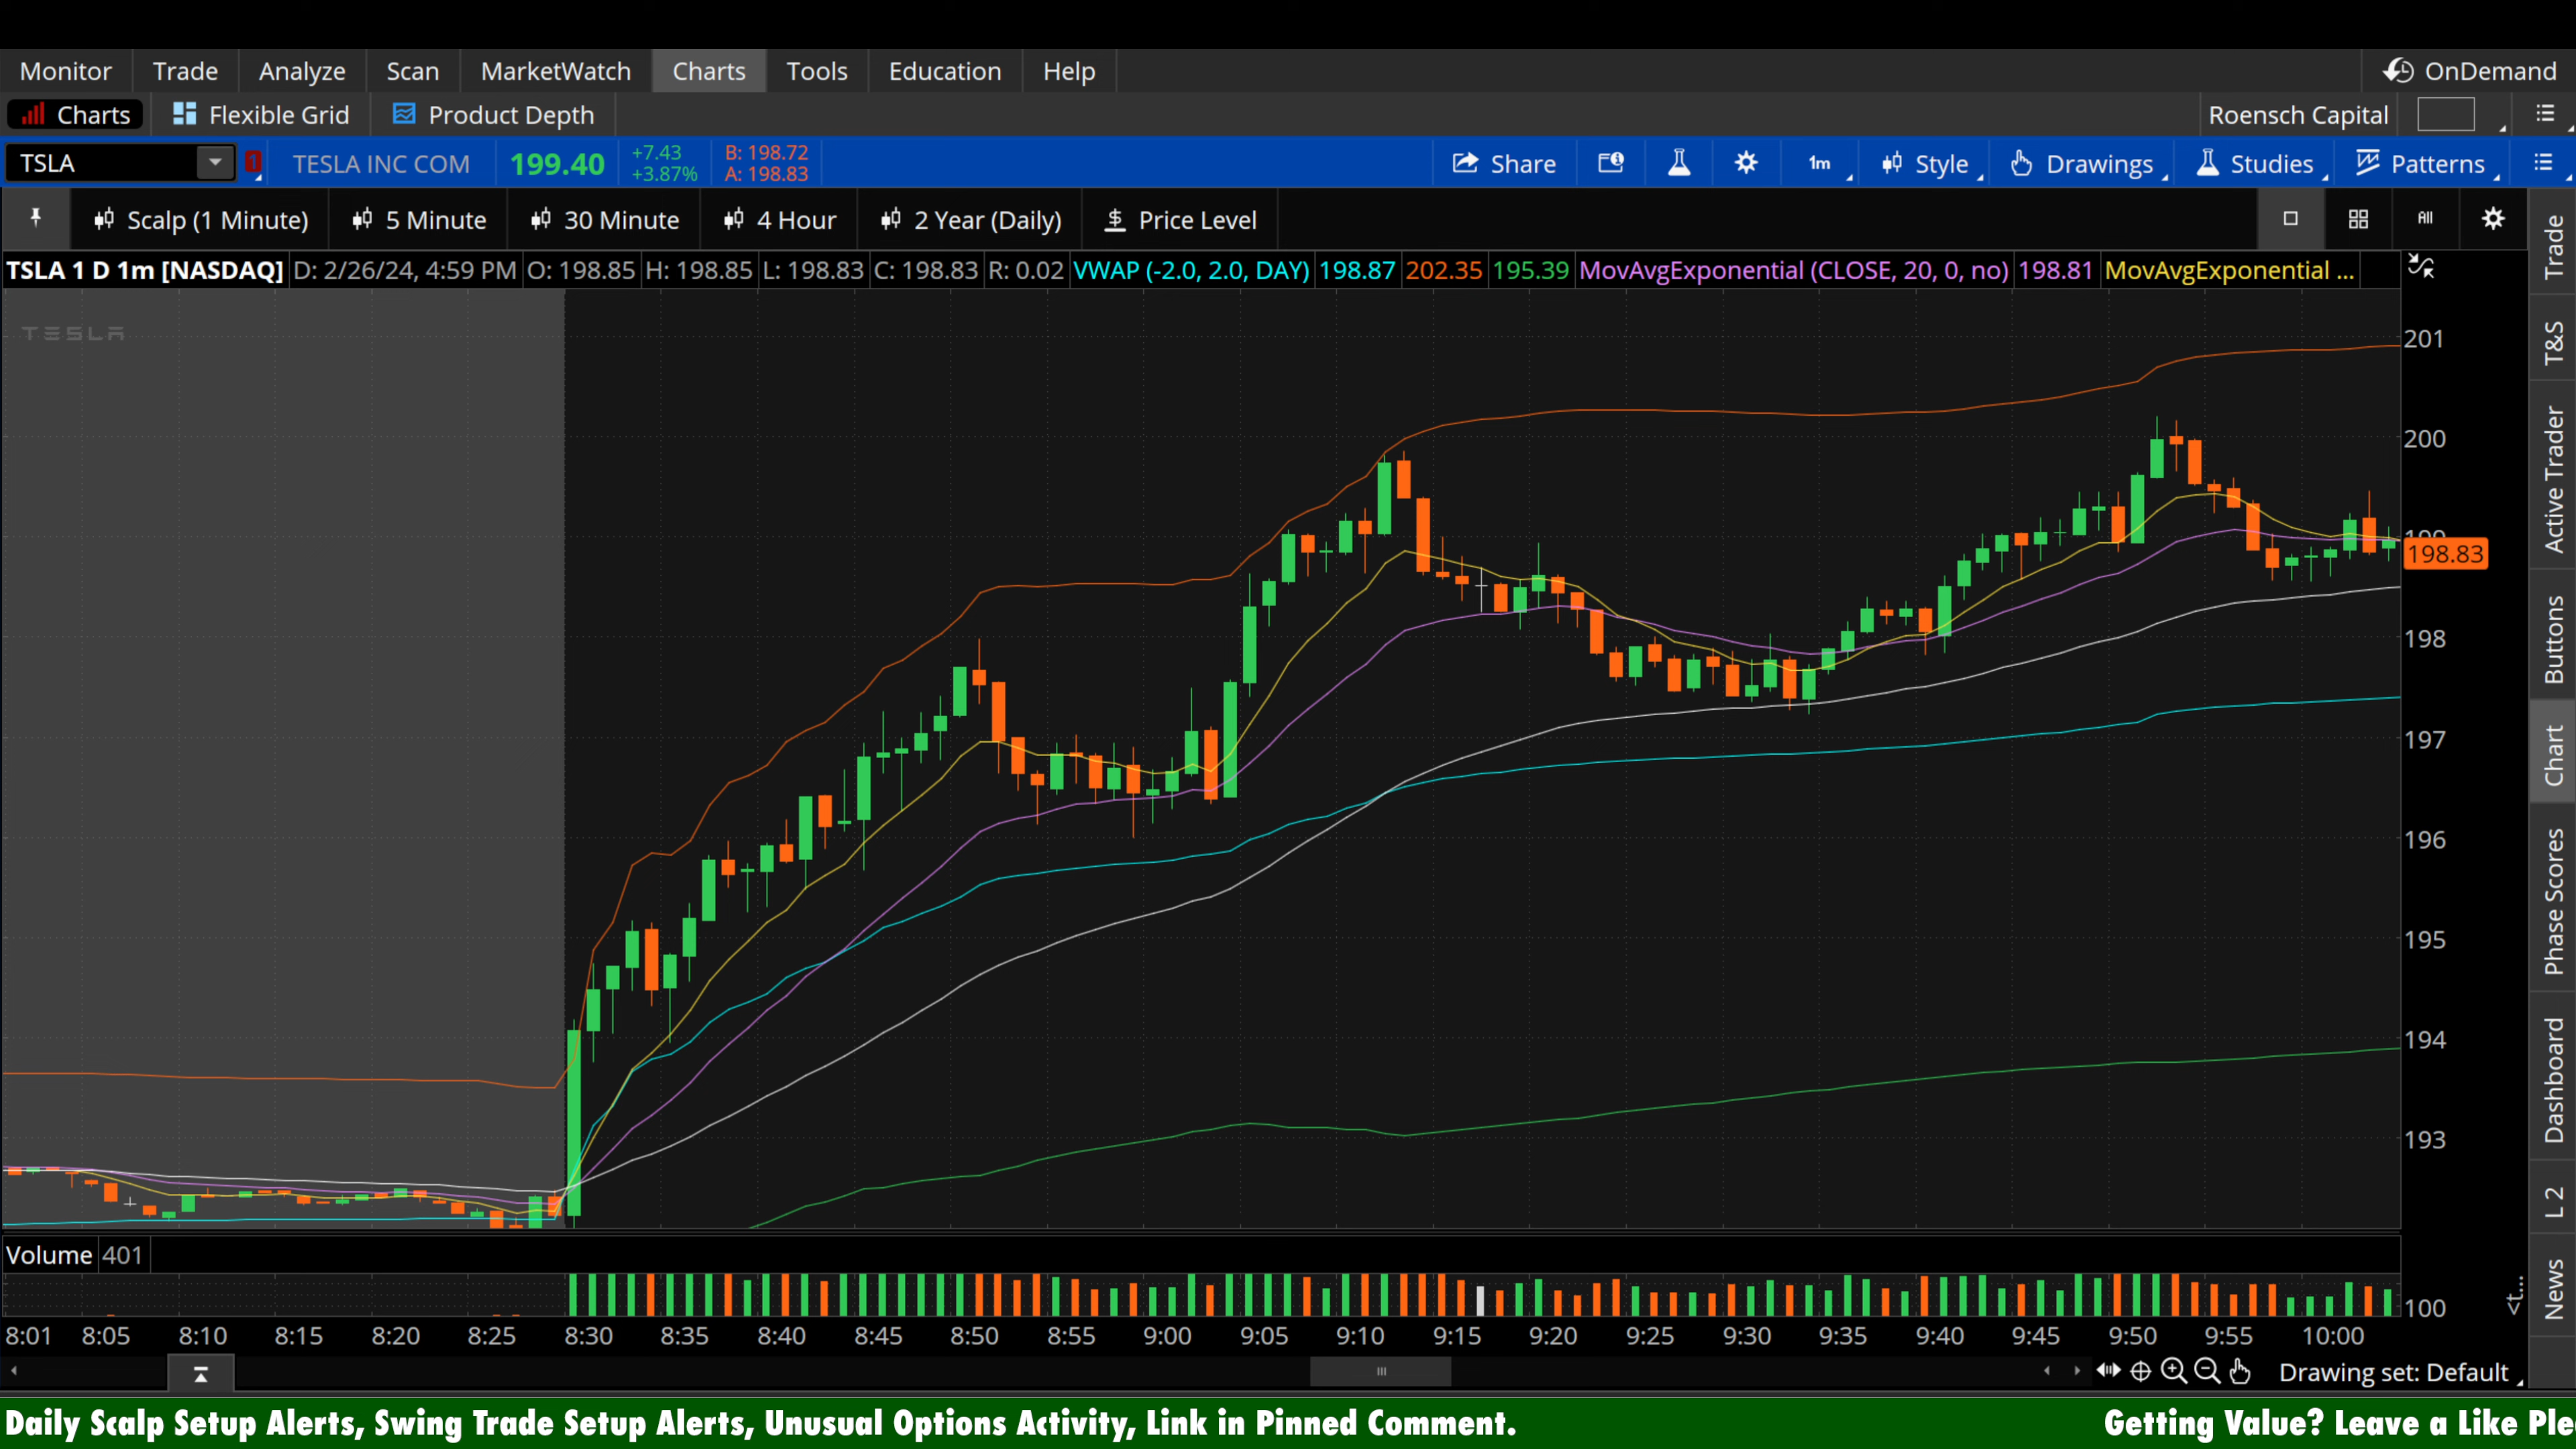 Monitor Trade Analyze Scan MarketWatch Charts Tools Education Help OnDemand
Charts Flexible Grid Product Depth Roensch Capital
TSLA 1 TESLA INC COM 199.40 +7.43 +3.87% B: 198.72 A: 198.83 Share 1m Style Drawings Studies Patterns
Scalp (1 Minute) 5 Minute 30 Minute 4 Hour 2 Year (Daily) $ Price Level All
TSLA 1 D 1m [NASDAQ] D: 2/26/24, 4:59 PM O: 198.85 H: 198.85 L: 198.83 C: 198.83 R: 0.02 VWAP (-2.0, 2.0, DAY) 198.87 202.35 195.39 MovAvgExponential (CLOSE, 20, 0, no) 198.81 MovAvgExponential ...
TESLA
201
200
198.83
198
197
196
195
194
193
Volume 401
100
<t...
8:01 8:05 8:10 8:15 8:20 8:25 8:30 8:35 8:40 8:45 8:50 8:55 9:00 9:05 9:10 9:15 9:20 9:25 9:30 9:35 9:40 9:45 9:50 9:55 10:00
Drawing set: Default
Trade
T&S
Active Trader
Buttons
Chart
Phase Scores
Dashboard
L 2
News
Daily Scalp Setup Alerts, Swing Trade Setup Alerts, Unusual Options Activity, Link in Pinned Comment. Getting Value? Leave a Like Ple